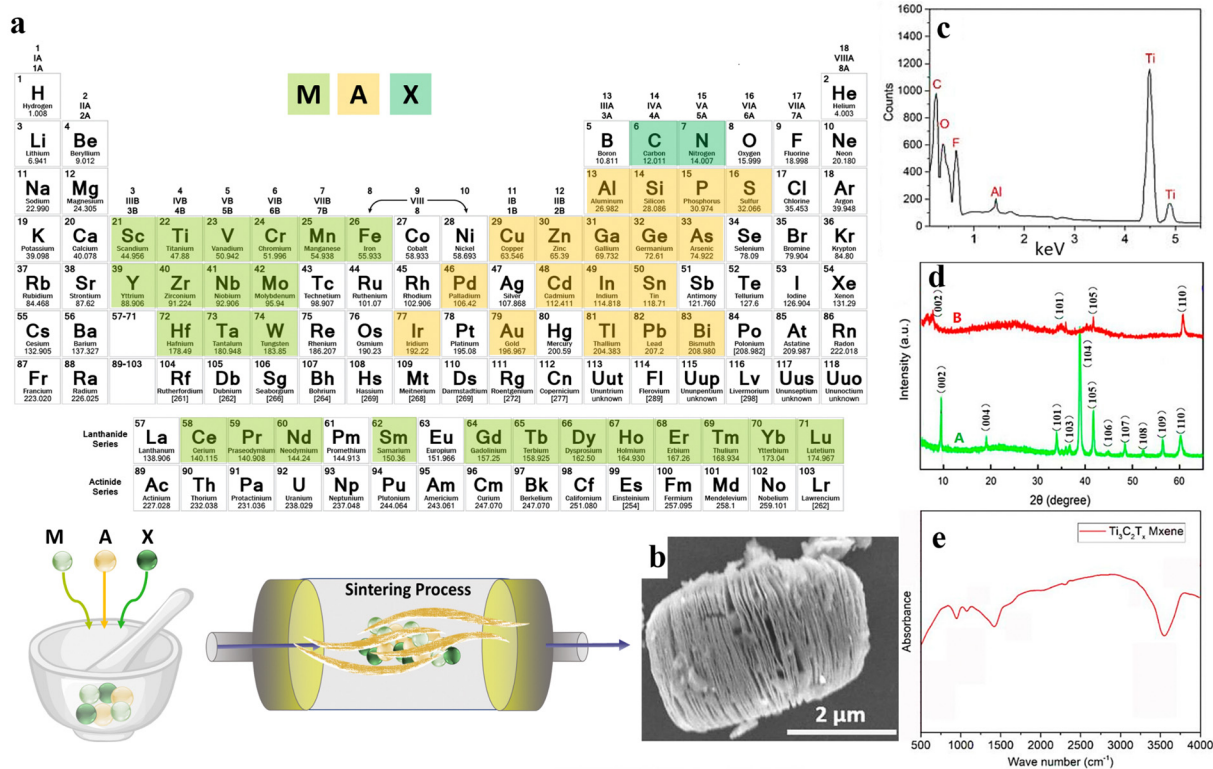 a
1
IA
1A
2
IIA
2A
3
IIIB
3B
4
IVB
4B
5
VB
5B
6
VIB
6B
7
VIIB
7B
8 9 10
VIII
8
11
IB
1B
12
IIB
2B
13
IIIA
3A
14
IVA
4A
15
VA
5A
16
VIA
6A
17
VIIA
7A
18
VIIIA
8A
M A X
1 2
H He
Hydrogen Helium
1.008 4.003
3 4 5 6 7 8 9 10
Li Be B C N O F Ne
Lithium Beryllium Boron Carbon Nitrogen Oxygen Fluorine Neon
6.941 9.012 10.811 12.011 14.007 15.999 18.998 20.180
11 12 13 14 15 16 17 18
Na Mg Al Si P S Cl Ar
Sodium Magnesium Aluminum Silicon Phosphorus Sulfur Chlorine Argon
22.990 24.305 26.982 28.086 30.974 32.066 35.453 39.948
19 20 21 22 23 24 25 26 27 28 29 30 31 32 33 34 35 36
K Ca Sc Ti V Cr Mn Fe Co Ni Cu Zn Ga Ge As Se Br Kr
Potassium Calcium Scandium Titanium Vanadium Chromium Manganese Iron Cobalt Nickel Copper Zinc Gallium Germanium Arsenic Selenium Bromine Krypton
39.098 40.078 44.956 47.88 50.942 51.996 54.938 55.933 58.933 58.693 63.546 65.39 69.732 72.61 74.922 78.09 79.904 84.80
37 38 39 40 41 42 43 44 45 46 47 48 49 50 51 52 53 54
Rb Sr Y Zr Nb Mo Tc Ru Rh Pd Ag Cd In Sn Sb Te I Xe
Rubidium Strontium Yttrium Zirconium Niobium Molybdenum Technetium Ruthenium Rhodium Palladium Silver Cadmium Indium Tin Antimony Tellurium Iodine Xenon
84.468 87.62 88.906 91.224 92.906 95.94 98.907 101.07 102.906 106.42 107.868 112.411 114.818 118.71 121.760 127.6 126.904 131.29
55 56 57-71 72 73 74 75 76 77 78 79 80 81 82 83 84 85 86
Cs Ba Hf Ta W Re Os Ir Pt Au Hg Tl Pb Bi Po At Rn
Cesium Barium Hafnium Tantalum Tungsten Rhenium Osmium Iridium Platinum Gold Mercury Thallium Lead Bismuth Polonium Astatine Radon
132.905 137.327 178.49 180.948 183.85 186.207 190.23 192.22 195.08 196.967 200.59 204.383 207.2 208.980 [208.982] 209.987 222.018
87 88 89-103 104 105 106 107 108 109 110 111 112 113 114 115 116 117 118
Fr Ra Rf Db Sg Bh Hs Mt Ds Rg Cn Uut Fl Uup Lv Uus Uuo
Francium Radium Rutherfordium Dubnium Seaborgium Bohrium Hassium Meitnerium Darmstadtium Roentgenium Copernicium Ununtrium Flerovium Ununpentium Livermorium Ununseptium Ununoctium
223.020 226.025 [261] [262] [266] [264] [269] [268] [269] [272] [277] unknown [289] unknown [298] unknown unknown
Lanthanide
Series
57 58 59 60 61 62 63 64 65 66 67 68 69 70 71
La Ce Pr Nd Pm Sm Eu Gd Tb Dy Ho Er Tm Yb Lu
Lanthanum Cerium Praseodymium Neodymium Promethium Samarium Europium Gadolinium Terbium Dysprosium Holmium Erbium Thulium Ytterbium Lutetium
138.906 140.115 140.908 144.24 144.913 150.36 151.966 157.25 158.925 162.50 164.930 167.26 168.934 173.04 174.967
Actinide
Series
89 90 91 92 93 94 95 96 97 98 99 100 101 102 103
Ac Th Pa U Np Pu Am Cm Bk Cf Es Fm Md No Lr
Actinium Thorium Protactinium Uranium Neptunium Plutonium Americium Curium Berkelium Californium Einsteinium Fermium Mendelevium Nobelium Lawrencium
227.028 232.038 231.036 238.029 237.048 244.064 243.061 247.070 247.070 251.080 [254] 257.095 258.1 259.101 [262]
M A X
Sintering Process
b
2 μm
c
Counts
1600
1400
1200
1000
800
600
400
200
0
C
O
F
Al
Ti
Ti
1 2 3 4 5
keV
d
Intensity (a.u.)
B
(002)
(101)
(105)
(110)
A
(002)
(004)
(101)
(103)
(104)
(105)
(106)
(107)
(108)
(109)
(110)
10 20 30 40 50 60
2θ (degree)
e
Ti₃C₂Tₓ Mxene
Absorbance
500 1000 1500 2000 2500 3000 3500 4000
Wave number (cm⁻¹)